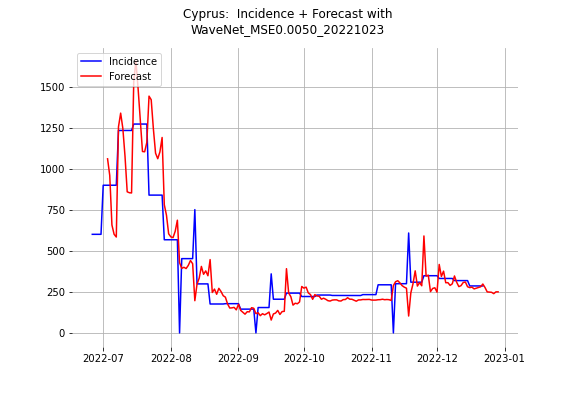 Cyprus:  Incidence + Forecast with
WaveNet_MSE0.0050_20221023
Incidence
Forecast
1500
1250
1000
750
500
250
0
2022-07 2022-08 2022-09 2022-10 2022-11 2022-12 2023-01